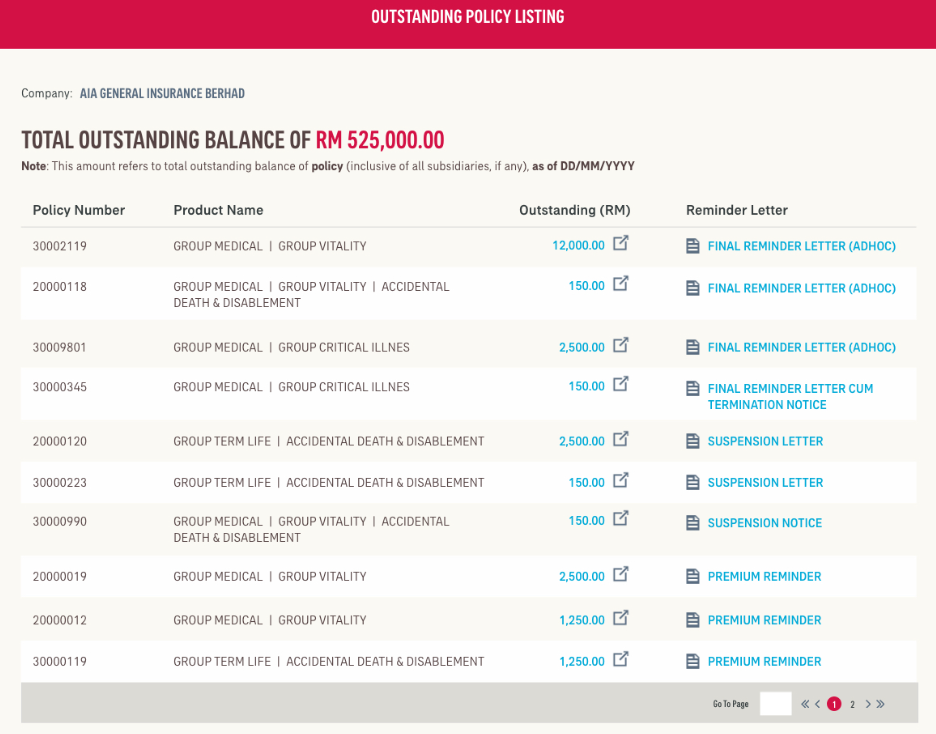 OUTSTANDING POLICY LISTING
Company: AIA GENERAL INSURANCE BERHAD
TOTAL OUTSTANDING BALANCE OF RM 525,000.00
Note: This amount refers to total outstanding balance of policy (inclusive of all subsidiaries, if any), as of DD/MM/YYYY
Policy Number Product Name Outstanding (RM) Reminder Letter
30002119 GROUP MEDICAL | GROUP VITALITY 12,000.00 FINAL REMINDER LETTER (ADHOC)
20000118 GROUP MEDICAL | GROUP VITALITY | ACCIDENTAL 150.00 FINAL REMINDER LETTER (ADHOC)
DEATH & DISABLEMENT
30009801 GROUP MEDICAL | GROUP CRITICAL ILLNES 2,500.00 FINAL REMINDER LETTER (ADHOC)
30000345 GROUP MEDICAL | GROUP CRITICAL ILLNES 150.00 FINAL REMINDER LETTER CUM
TERMINATION NOTICE
20000120 GROUP TERM LIFE | ACCIDENTAL DEATH & DISABLEMENT 2,500.00 SUSPENSION LETTER
30000223 GROUP TERM LIFE | ACCIDENTAL DEATH & DISABLEMENT 150.00 SUSPENSION LETTER
30000990 GROUP MEDICAL | GROUP VITALITY | ACCIDENTAL 150.00 SUSPENSION NOTICE
DEATH & DISABLEMENT
20000019 GROUP MEDICAL | GROUP VITALITY 2,500.00 PREMIUM REMINDER
20000012 GROUP MEDICAL | GROUP VITALITY 1,250.00 PREMIUM REMINDER
30000119 GROUP TERM LIFE | ACCIDENTAL DEATH & DISABLEMENT 1,250.00 PREMIUM REMINDER
Go To Page 1 2